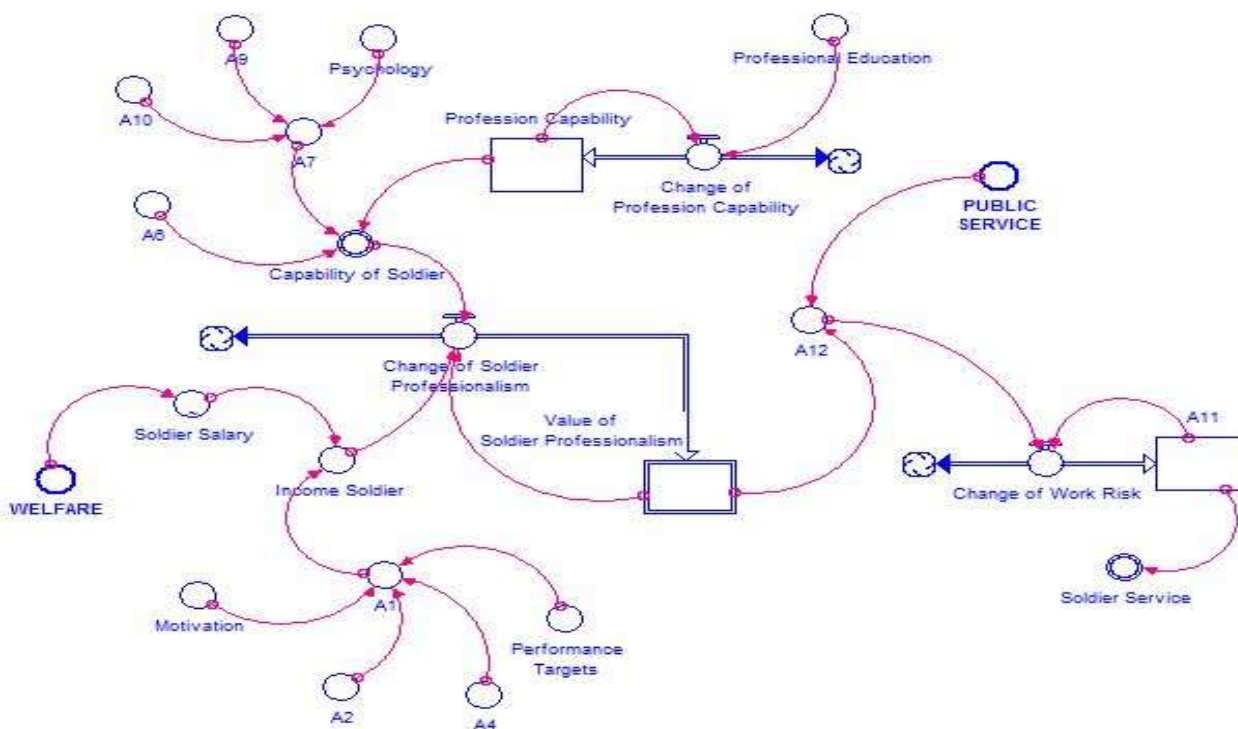 A9
Psychology
Professional Education
A10
Profession Capability
A7
Change of
Profession Capability
PUBLIC
SERVICE
A6
Capability of Soldier
A12
Change of Soldier
Professionalism
Value of
Soldier Professionalism
A11
Soldier Salary
Income Soldier
WELFARE
Change of Work Risk
A1
Soldier Service
Motivation
Performance
Targets
A2
A4